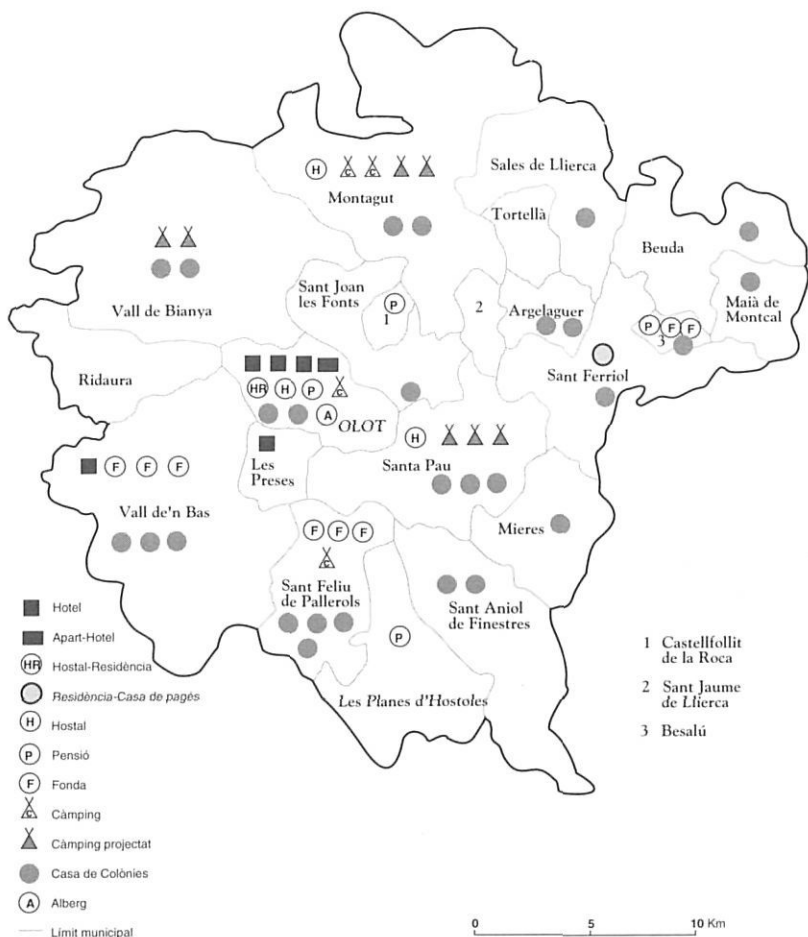 H
C
C
Montagut
Sales de Llierca
Tortellà
Beuda
Vall de Bianya
Sant Joan
les Fonts
P
1
2
Argelaguer
Maià de
Montcal
P F F
3
Ridaura
Sant Ferriol
HR H P C
A
OLOT
H
Les
Preses
Santa Pau
F F F
Vall de'n Bas
F F F
Mieres
C
Sant Feliu
de Pallerols
Sant Aniol
de Finestres
P
Les Planes d'Hostoles
Hotel
Apart-Hotel
HR Hostal-Residència
Residència-Casa de pagès
H Hostal
P Pensió
F Fonda
C Càmping
Càmping projectat
Casa de Colònies
A Alberg
Límit municipal
1 Castellfollit
de la Roca
2 Sant Jaume
de Llierca
3 Besalú
0 5 10 Km